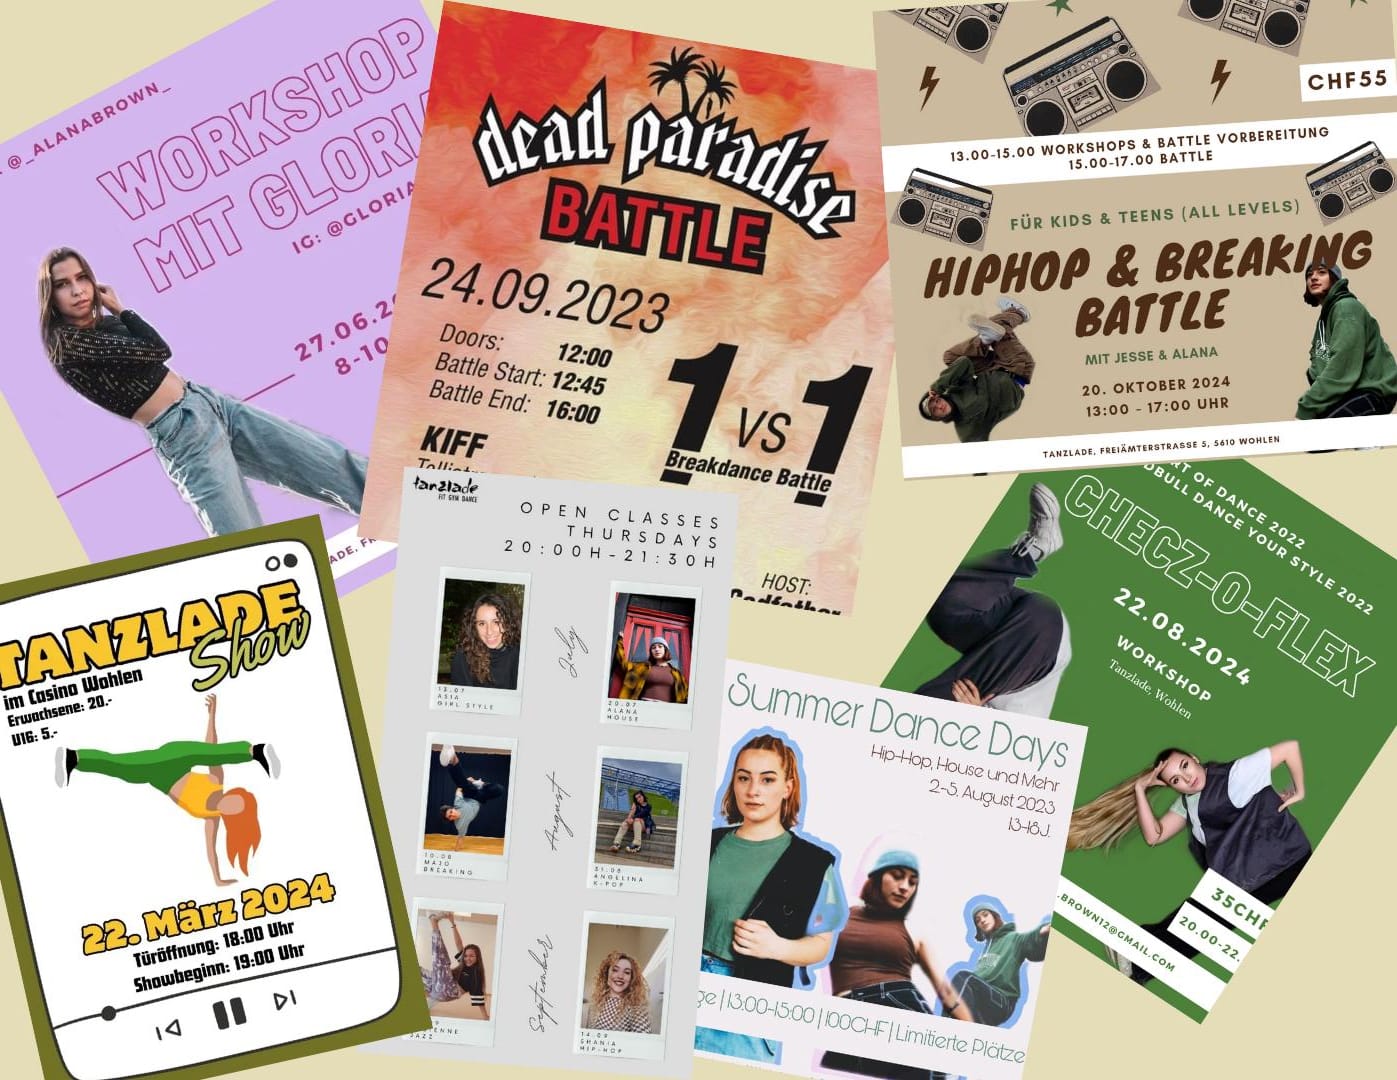 @_ALANABROWN_
WORKSHOP
MIT GLORIA
IG: @GLORIA
27.06.2
8-10
dead paradise
BATTLE
24.09.2023
Doors: 12:00
Battle Start: 12:45
Battle End: 16:00
KIFF
1 VS 1
Breakdance Battle
HOST:
Godfather
CHF55
13.00-15.00 WORKSHOPS & BATTLE VORBEREITUNG
15.00-17.00 BATTLE
FÜR KIDS & TEENS (ALL LEVELS)
HIPHOP & BREAKING
BATTLE
MIT JESSE & ALANA
20. OKTOBER 2024
13:00 - 17:00 UHR
TANZLADE, FREIÄMTERSTRASSE 5, 5610 WOHLEN
TANZLADE
Show
im Casino Wohlen
Erwachsene: 20.-
U16: 5.-
22. März 2024
Türöffnung: 18:00 Uhr
Showbeginn: 19:00 Uhr
tanzlade
FIT GYM DANCE
OPEN CLASSES
THURSDAYS
20:00H-21:30H
July
13.07
ASIA
GIRL STYLE
20.07
ALANA
HOUSE
August
10.08
MAJO
BREAKING
31.08
ANGELINA
K-POP
September
JAZZ
14.09
SHANIA
HIP-HOP
Summer Dance Days
Hip-Hop, House und Mehr
2-5. August 2023
13-18J.
ge | 13:00-15:00 | 100CHF | Limitierte Plätze
RT OF DANCE 2022
DBULL DANCE YOUR STYLE 2022
CHECZ-O-FLEX
22.08.2024
WORKSHOP
Tanzlade, Wohlen
35CHF
20.00-22.
.BROWN12@GMAIL.COM